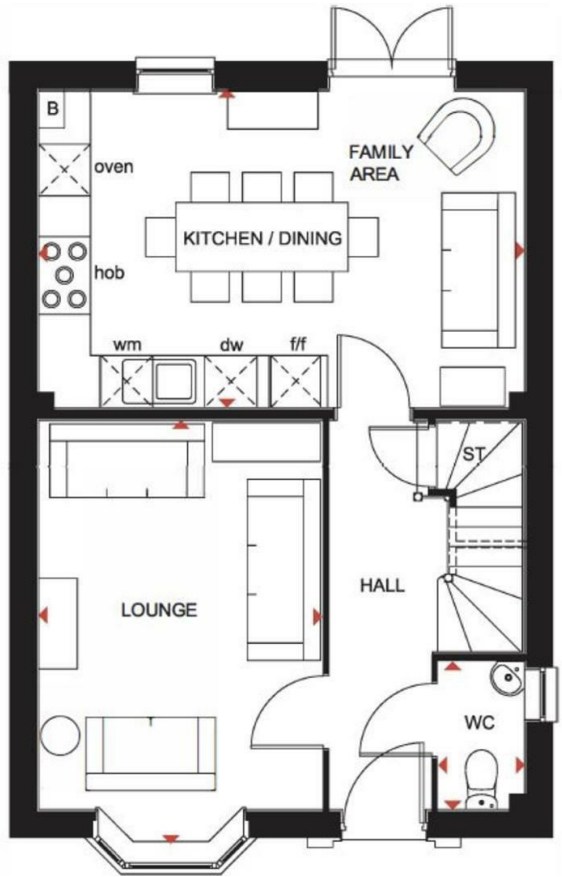 B
oven
FAMILY
AREA
KITCHEN / DINING
hob
wm
dw
f/f
ST
HALL
LOUNGE
WC